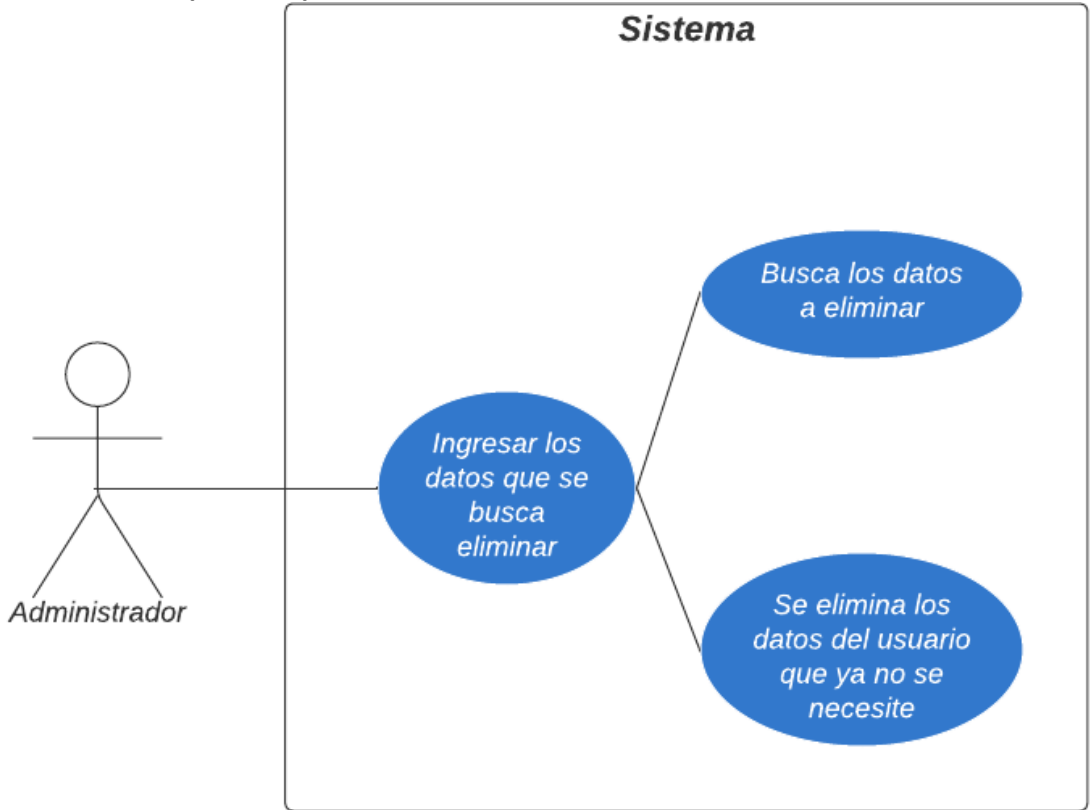 Sistema
Busca los datos
a eliminar
Ingresar los
datos que se
busca
eliminar
Administrador
Se elimina los
datos del usuario
que ya no se
necesite